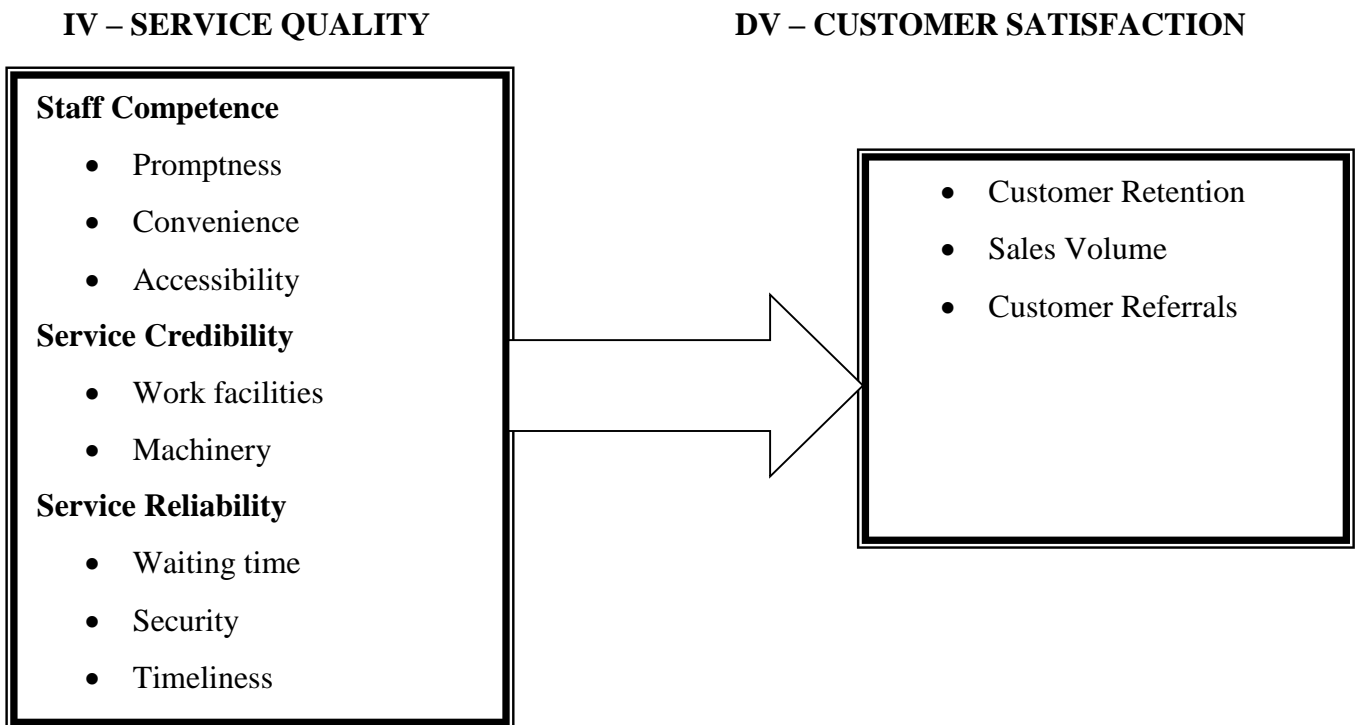 IV – SERVICE QUALITY
DV – CUSTOMER SATISFACTION
Staff Competence
• Promptness
• Convenience
• Accessibility
Service Credibility
• Work facilities
• Machinery
Service Reliability
• Waiting time
• Security
• Timeliness
• Customer Retention
• Sales Volume
• Customer Referrals